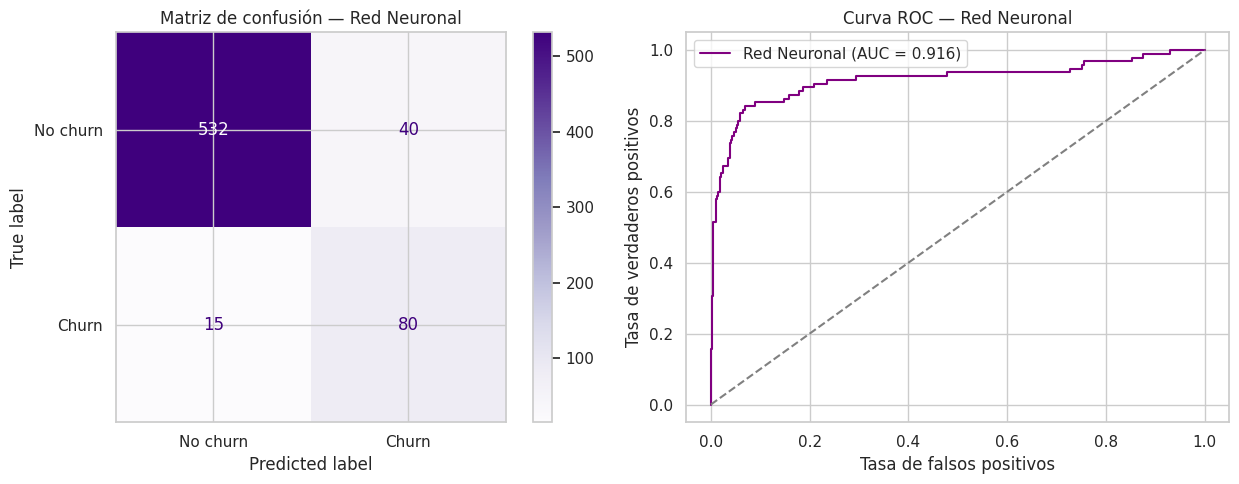 Matriz de confusión — Red Neuronal
No churn
Churn
True label
532
40
15
80
No churn
Churn
Predicted label
500
400
300
200
100
Curva ROC — Red Neuronal
Red Neuronal (AUC = 0.916)
Tasa de verdaderos positivos
1.0
0.8
0.6
0.4
0.2
0.0
0.0
0.2
0.4
0.6
0.8
1.0
Tasa de falsos positivos